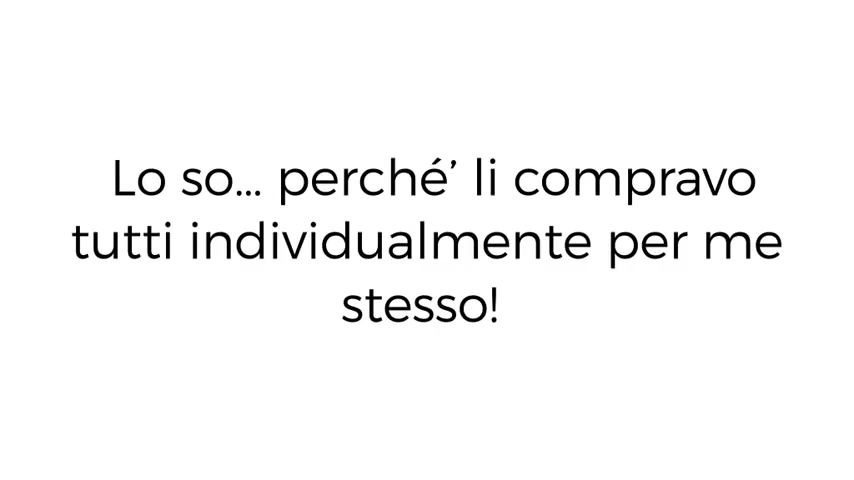 Lo so... perché’ li compravo
tutti individualmente per me
stesso!